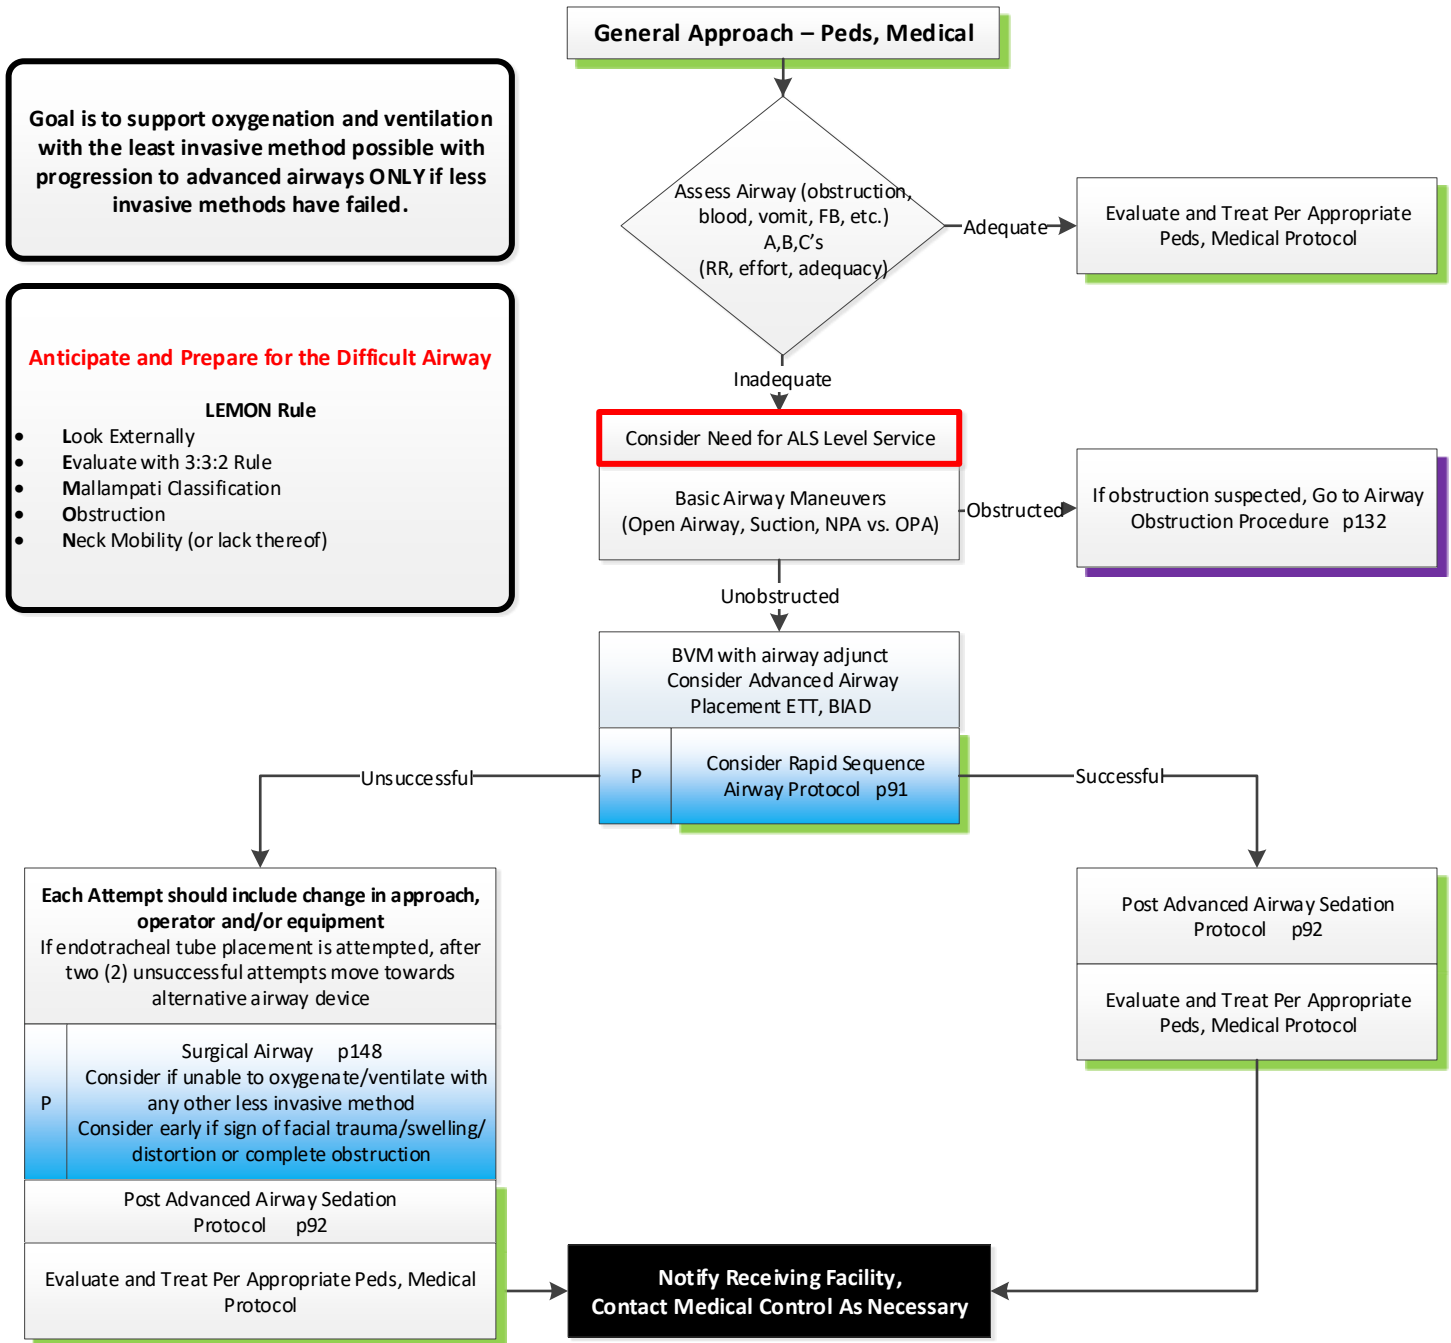 General Approach – Peds, Medical
Goal is to support oxygenation and ventilation
with the least invasive method possible with
progression to advanced airways ONLY if less
invasive methods have failed.
Assess Airway (obstruction,
blood, vomit, FB, etc.)
A,B,C's
(RR, effort, adequacy)
Adequate
Evaluate and Treat Per Appropriate
Peds, Medical Protocol
Anticipate and Prepare for the Difficult Airway
LEMON Rule
• Look Externally
• Evaluate with 3:3:2 Rule
• Mallampati Classification
• Obstruction
• Neck Mobility (or lack thereof)
Inadequate
Consider Need for ALS Level Service
Basic Airway Maneuvers
(Open Airway, Suction, NPA vs. OPA)
Obstructed
If obstruction suspected, Go to Airway
Obstruction Procedure p132
Unobstructed
BVM with airway adjunct
Consider Advanced Airway
Placement ETT, BIAD
P
Consider Rapid Sequence
Airway Protocol p91
Unsuccessful
Successful
Each Attempt should include change in approach,
operator and/or equipment
If endotracheal tube placement is attempted, after
two (2) unsuccessful attempts move towards
alternative airway device
P
Surgical Airway p148
Consider if unable to oxygenate/ventilate with
any other less invasive method
Consider early if sign of facial trauma/swelling/
distortion or complete obstruction
Post Advanced Airway Sedation
Protocol p92
Evaluate and Treat Per Appropriate Peds, Medical
Protocol
Post Advanced Airway Sedation
Protocol p92
Evaluate and Treat Per Appropriate
Peds, Medical Protocol
Notify Receiving Facility,
Contact Medical Control As Necessary